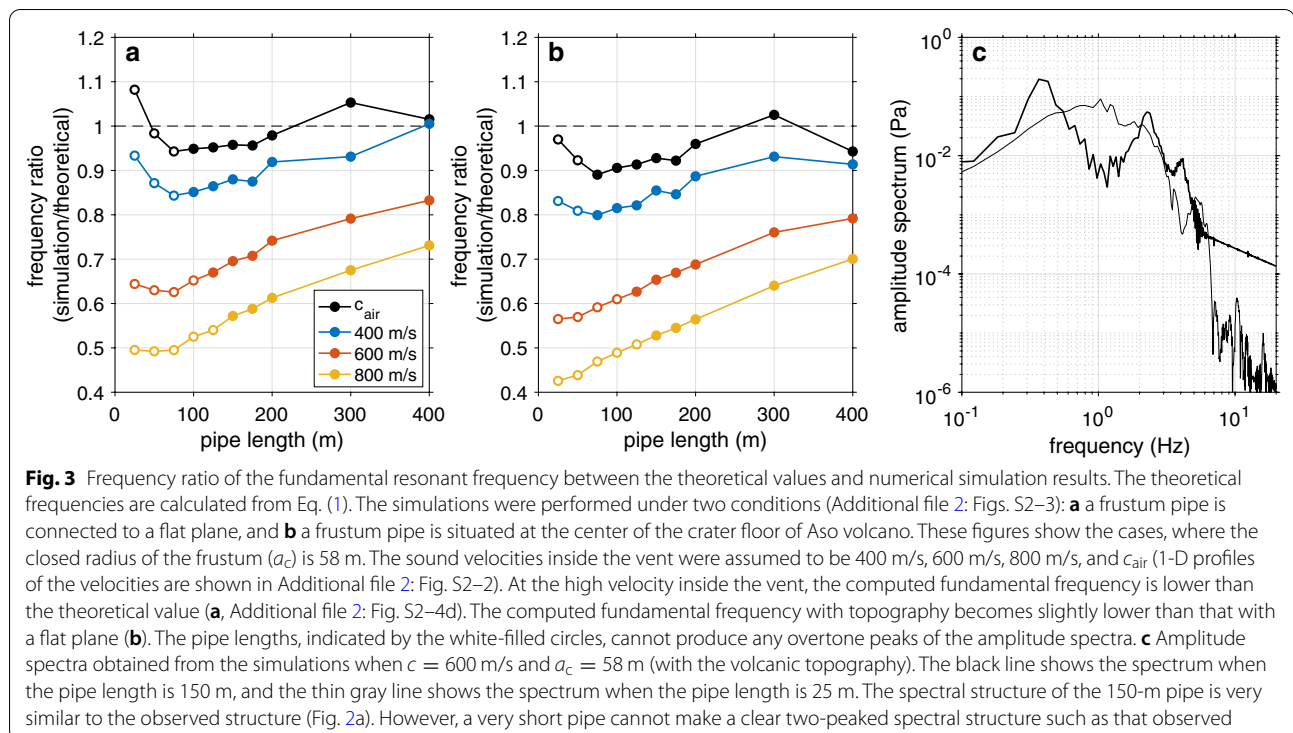 a
1.2
1.1
1
0.9
0.8
0.7
0.6
0.5
0.4
0
100
200
300
400
pipe length (m)
frequency ratio
(simulation/theoretical)
c_air
400 m/s
600 m/s
800 m/s
b
1.2
1.1
1
0.9
0.8
0.7
0.6
0.5
0.4
0
100
200
300
400
pipe length (m)
frequency ratio
(simulation/theoretical)
c
10^0
10^-2
10^-4
10^-6
10^-1
10^0
10^1
frequency (Hz)
amplitude spectrum (Pa)
Fig. 3 Frequency ratio of the fundamental resonant frequency between the theoretical values and numerical simulation results. The theoretical
frequencies are calculated from Eq. (1). The simulations were performed under two conditions (Additional file 2: Figs. S2–3): a a frustum pipe is
connected to a flat plane, and b a frustum pipe is situated at the center of the crater floor of Aso volcano. These figures show the cases, where the
closed radius of the frustum (a_C) is 58 m. The sound velocities inside the vent were assumed to be 400 m/s, 600 m/s, 800 m/s, and c_air (1-D profiles
of the velocities are shown in Additional file 2: Fig. S2–2). At the high velocity inside the vent, the computed fundamental frequency is lower than
the theoretical value (a, Additional file 2: Fig. S2–4d). The computed fundamental frequency with topography becomes slightly lower than that with
a flat plane (b). The pipe lengths, indicated by the white-filled circles, cannot produce any overtone peaks of the amplitude spectra. c Amplitude
spectra obtained from the simulations when c = 600 m/s and a_C = 58 m (with the volcanic topography). The black line shows the spectrum when
the pipe length is 150 m, and the thin gray line shows the spectrum when the pipe length is 25 m. The spectral structure of the 150-m pipe is very
similar to the observed structure (Fig. 2a). However, a very short pipe cannot make a clear two-peaked spectral structure such as that observed